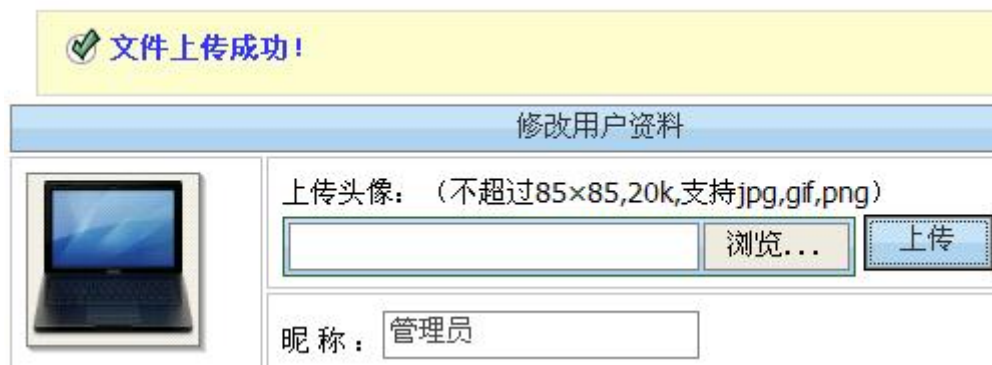 文件上传成功！
修改用户资料
上传头像：（不超过85×85,20k,支持jpg,gif,png）
浏览... 上传
昵 称： 管理员